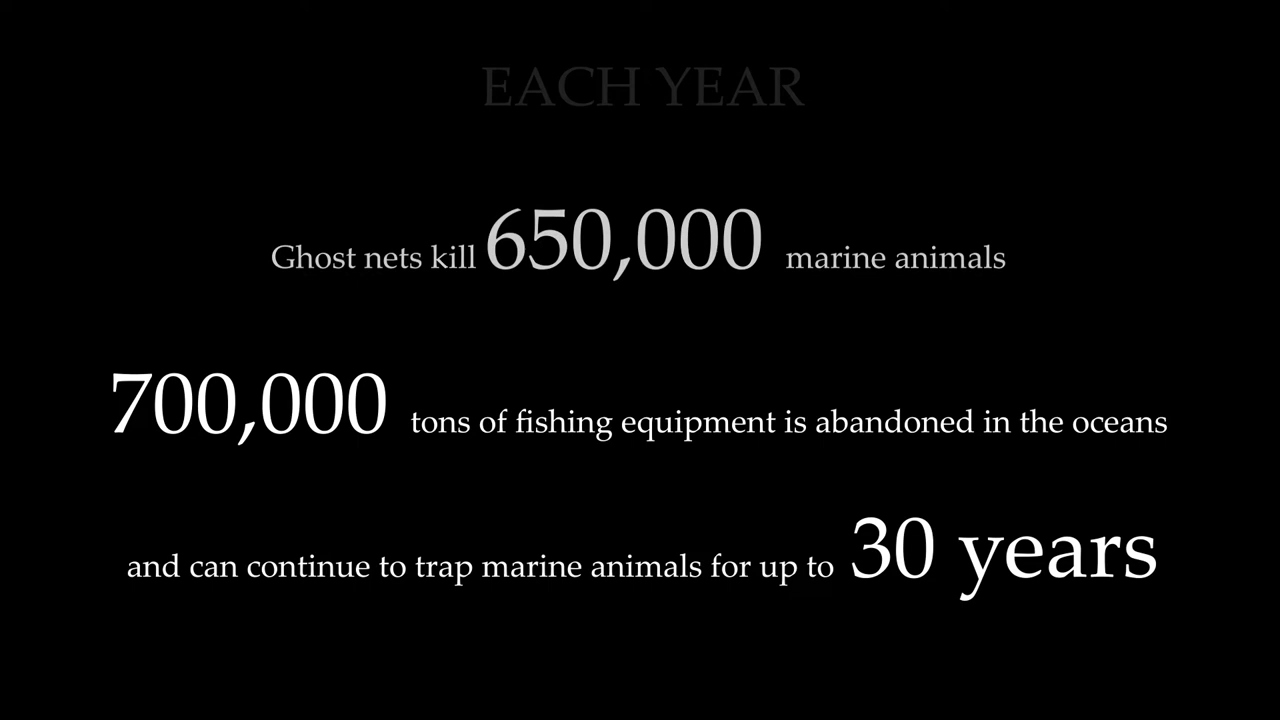 EACH YEAR
Ghost nets kill 650,000 marine animals
700,000 tons of fishing equipment is abandoned in the oceans
and can continue to trap marine animals for up to 30 years